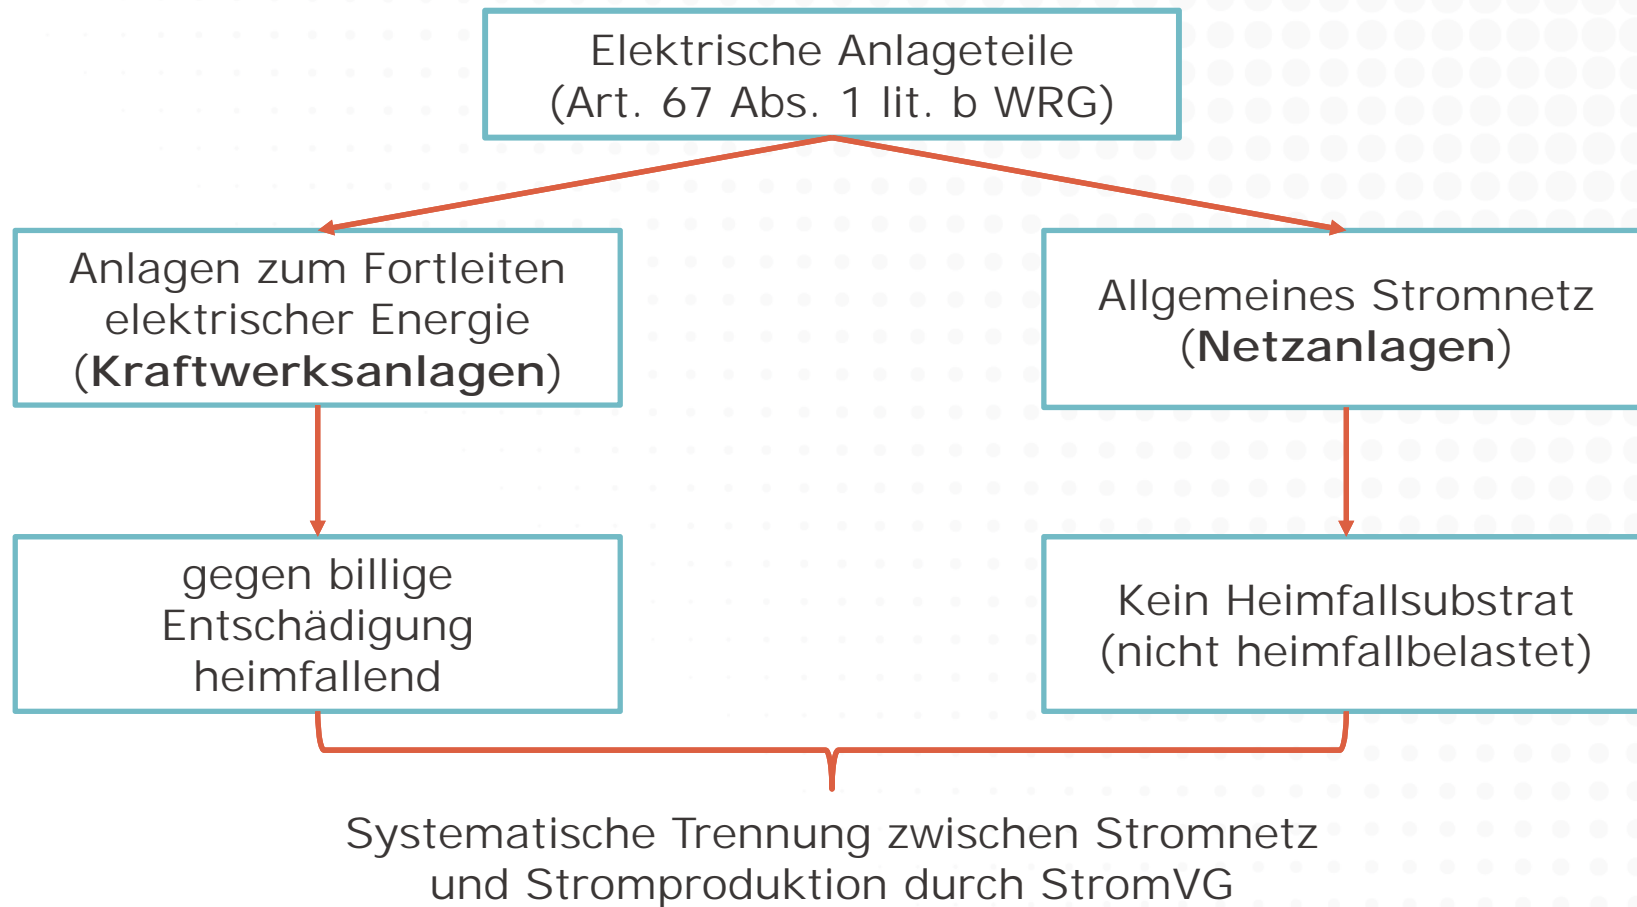 Elektrische Anlageteile
(Art. 67 Abs. 1 lit. b WRG)
Anlagen zum Fortleiten
elektrischer Energie
(Kraftwerksanlagen)
Allgemeines Stromnetz
(Netzanlagen)
gegen billige
Entschädigung
heimfallend
Kein Heimfallsubstrat
(nicht heimfallbelastet)
Systematische Trennung zwischen Stromnetz
und Stromproduktion durch StromVG